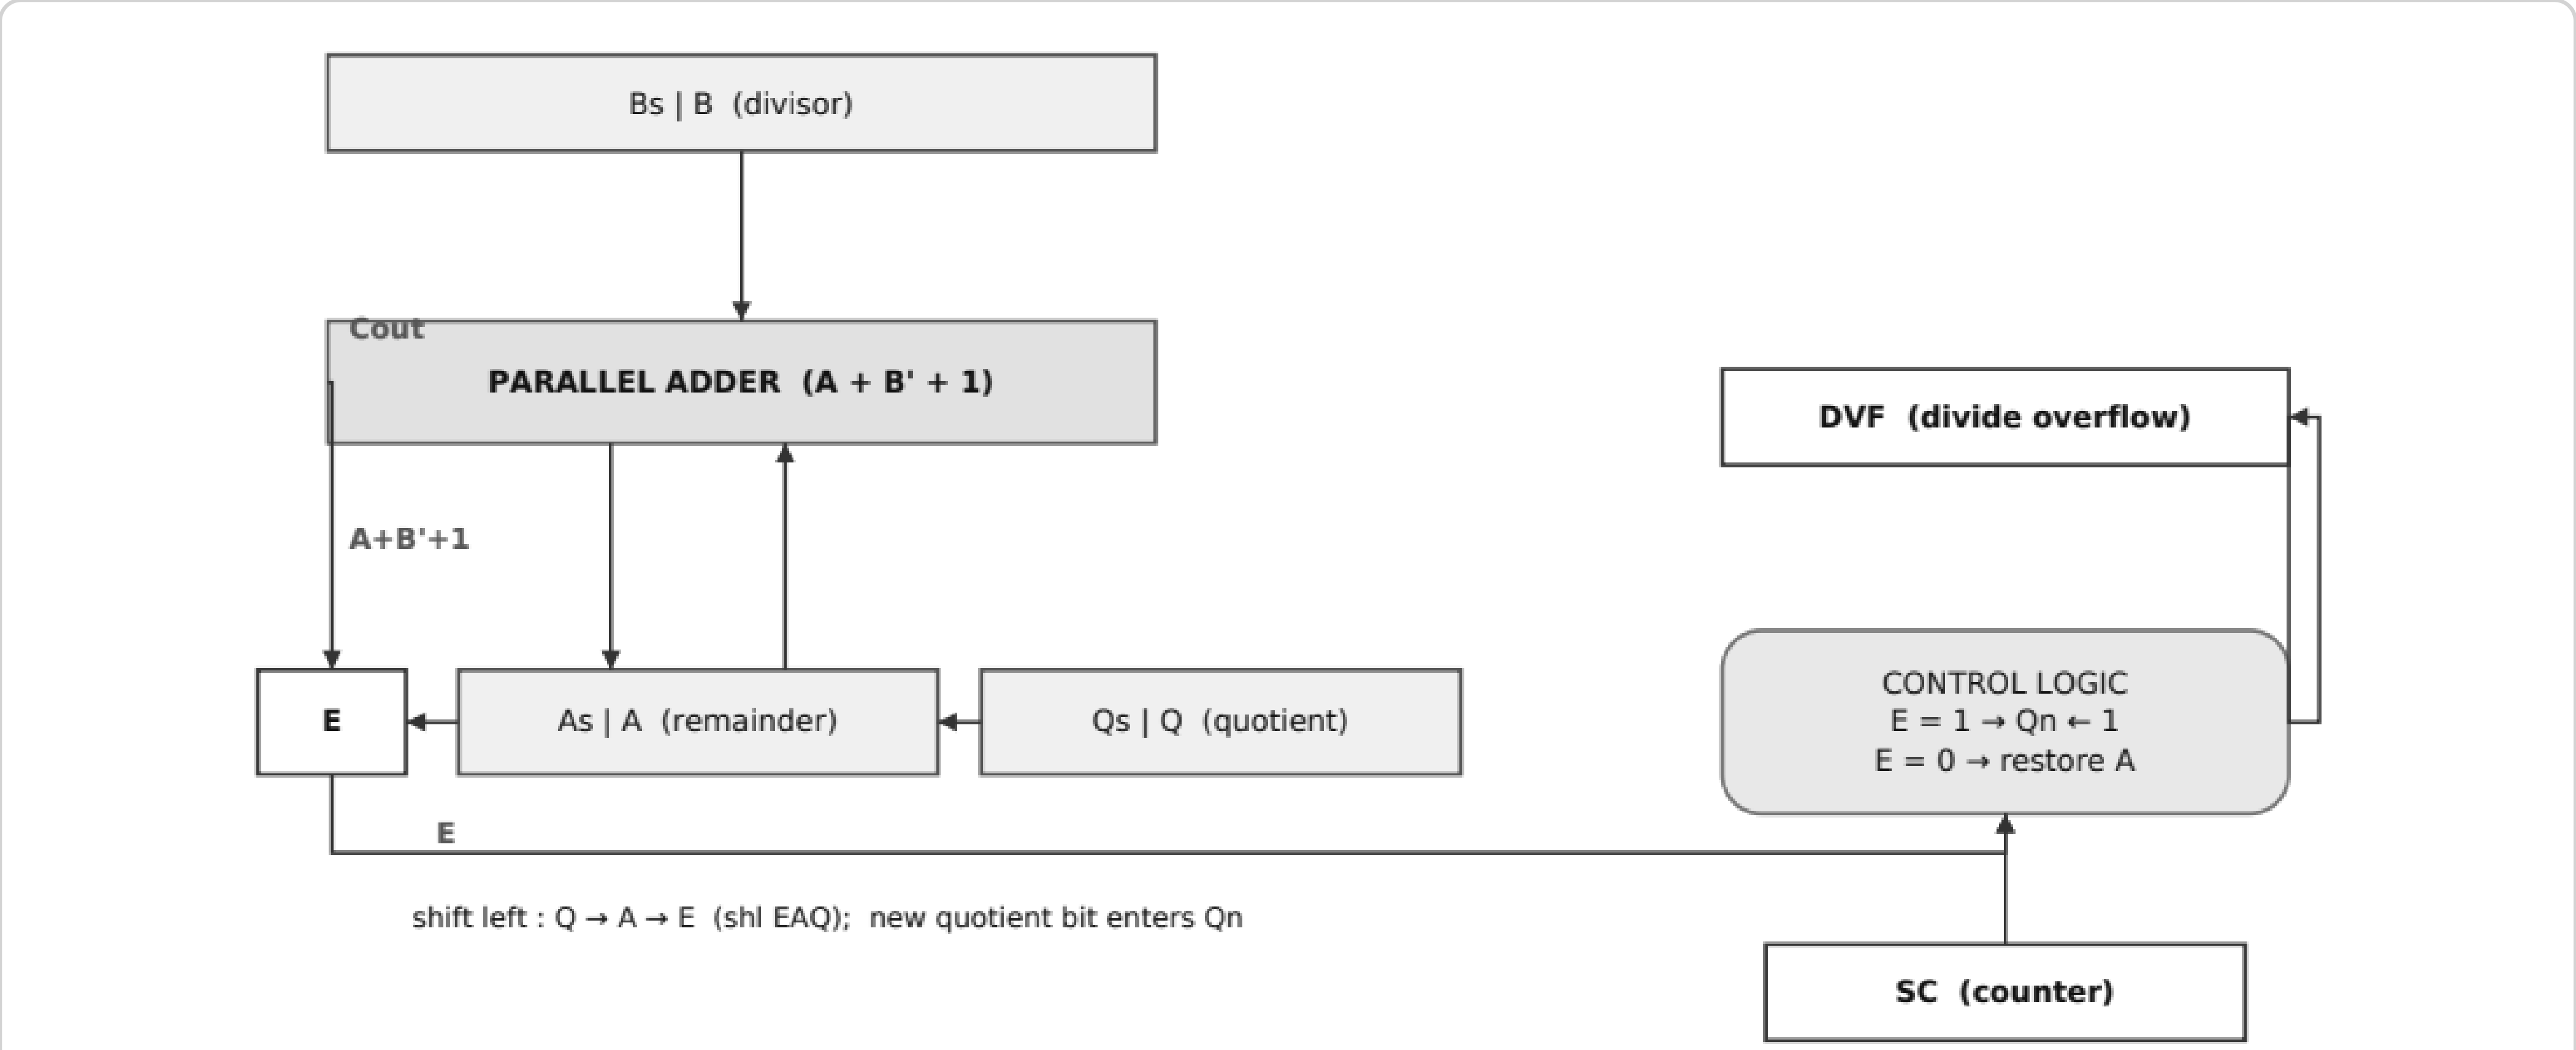 Bs | B (divisor)
Cout
PARALLEL ADDER (A + B' + 1)
DVF (divide overflow)
A+B'+1
E
As | A (remainder)
Qs | Q (quotient)
CONTROL LOGIC
E = 1 → Qn ← 1
E = 0 → restore A
E
shift left : Q → A → E (shl EAQ); new quotient bit enters Qn
SC (counter)